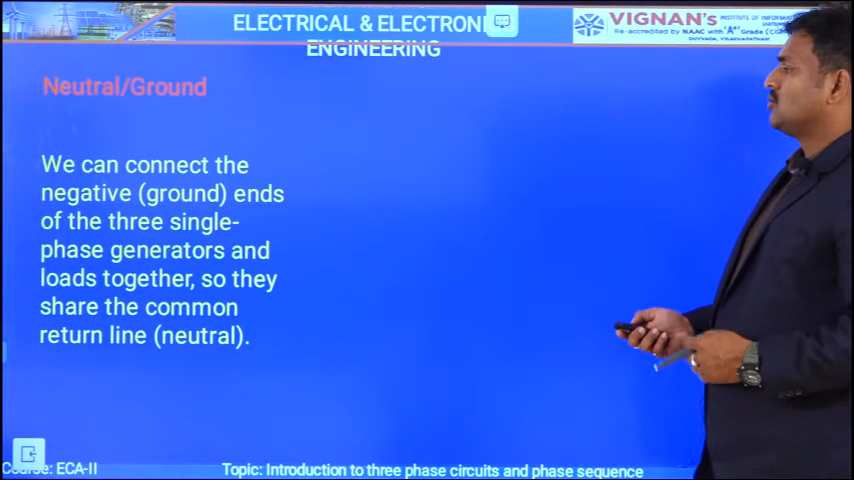 ELECTRICAL & ELECTRONI
ENGINEERING
VIGNAN's INSTITUTE OF INFORMA
Re-accredited by NAAC with 'A+' Grade
DUVVADA, VISAKHAPATNAM
Neutral/Ground
We can connect the
negative (ground) ends
of the three single-
phase generators and
loads together, so they
share the common
return line (neutral).
Course: ECA-II
Topic: Introduction to three phase circuits and phase sequence